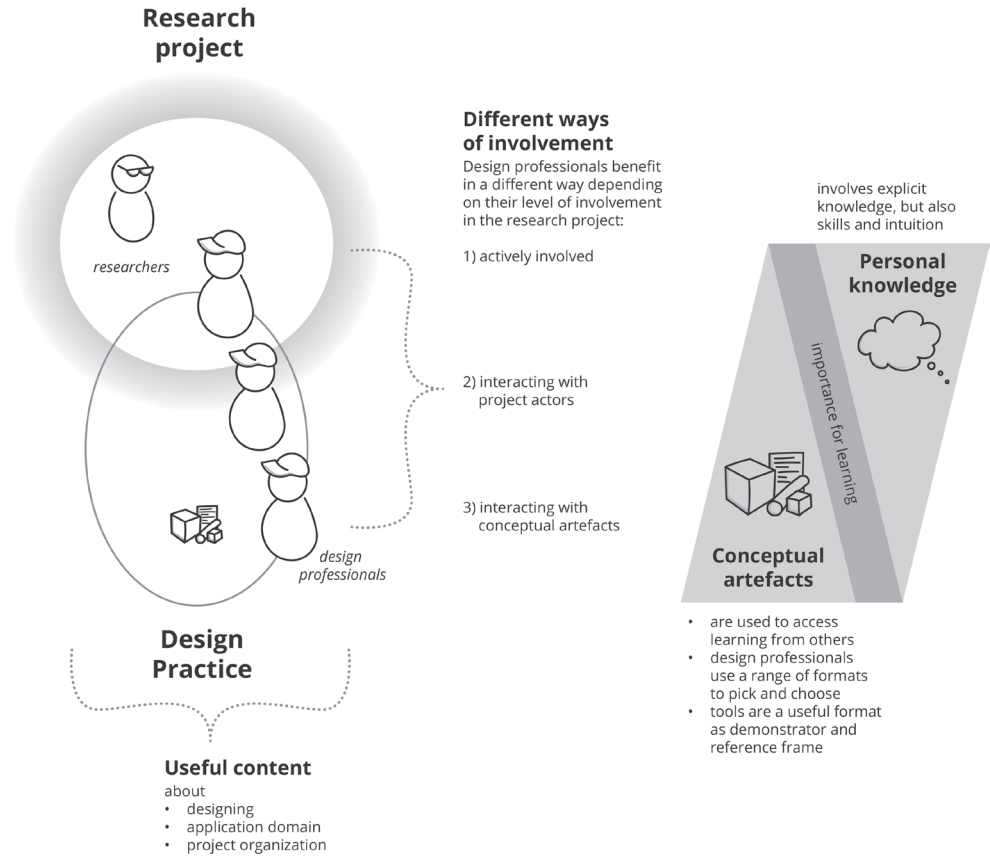 Research
project
researchers
design
professionals
Design
Practice
Useful content
about
• designing
• application domain
• project organization
Different ways
of involvement
Design professionals benefit
in a different way depending
on their level of involvement
in the research project:
1) actively involved
2) interacting with
project actors
3) interacting with
conceptual artefacts
involves explicit
knowledge, but also
skills and intuition
Personal
knowledge
importance for learning
Conceptual
artefacts
• are used to access
learning from others
• design professionals
use a range of formats
to pick and choose
• tools are a useful format
as demonstrator and
reference frame